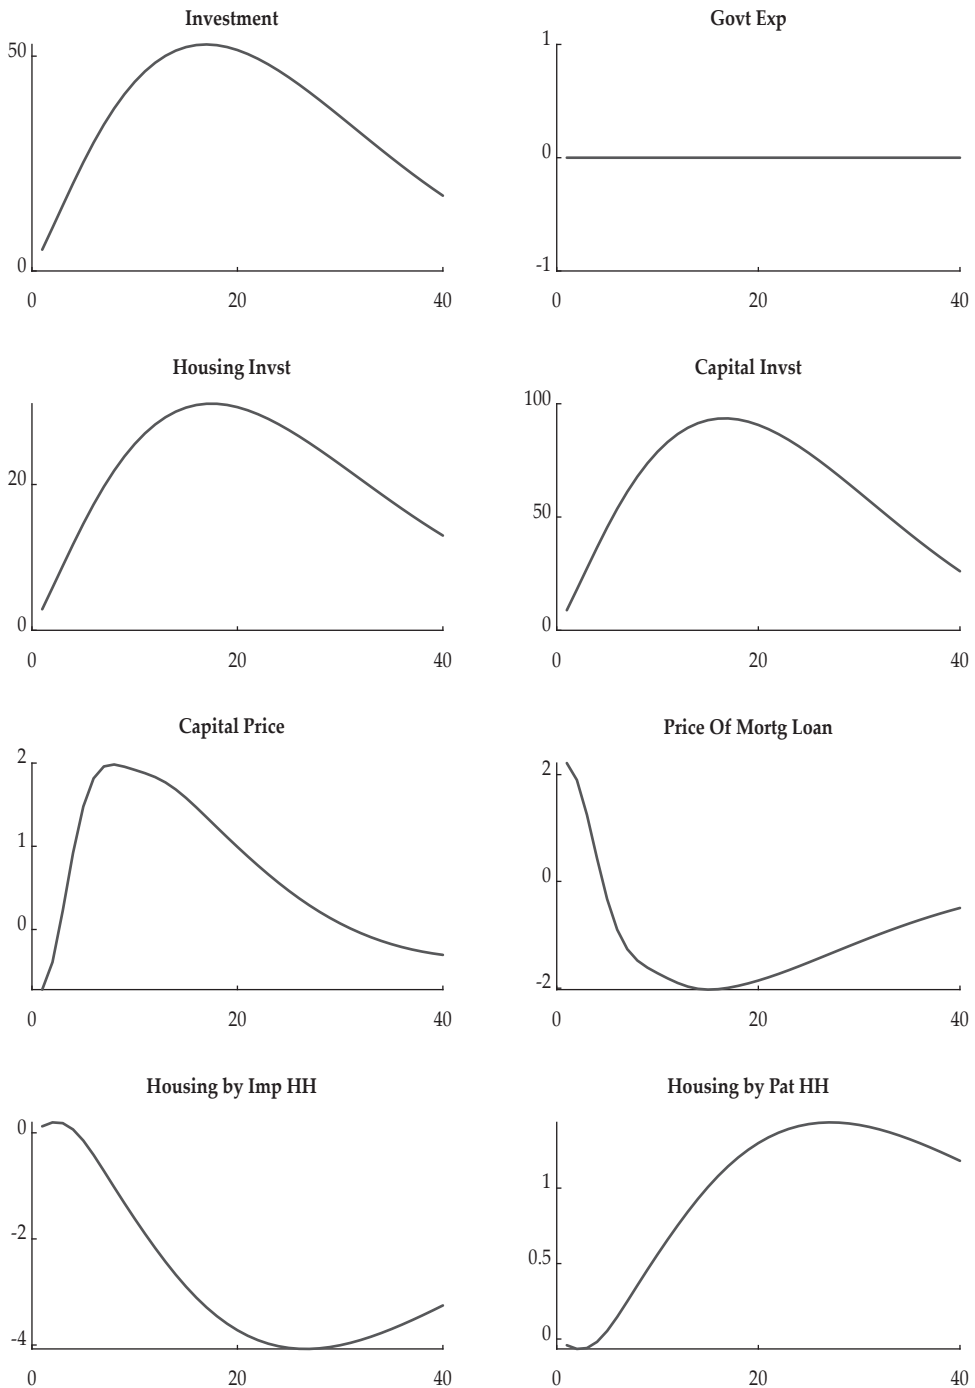 Investment
50
0
0 20 40
Govt Exp
1
0
-1
0 20 40
Housing Invst
20
0
0 20 40
Capital Invst
100
50
0
0 20 40
Capital Price
2
1
0
0 20 40
Price Of Mortg Loan
2
0
-2
0 20 40
Housing by Imp HH
0
-2
-4
0 20 40
Housing by Pat HH
1
0.5
0
0 20 40